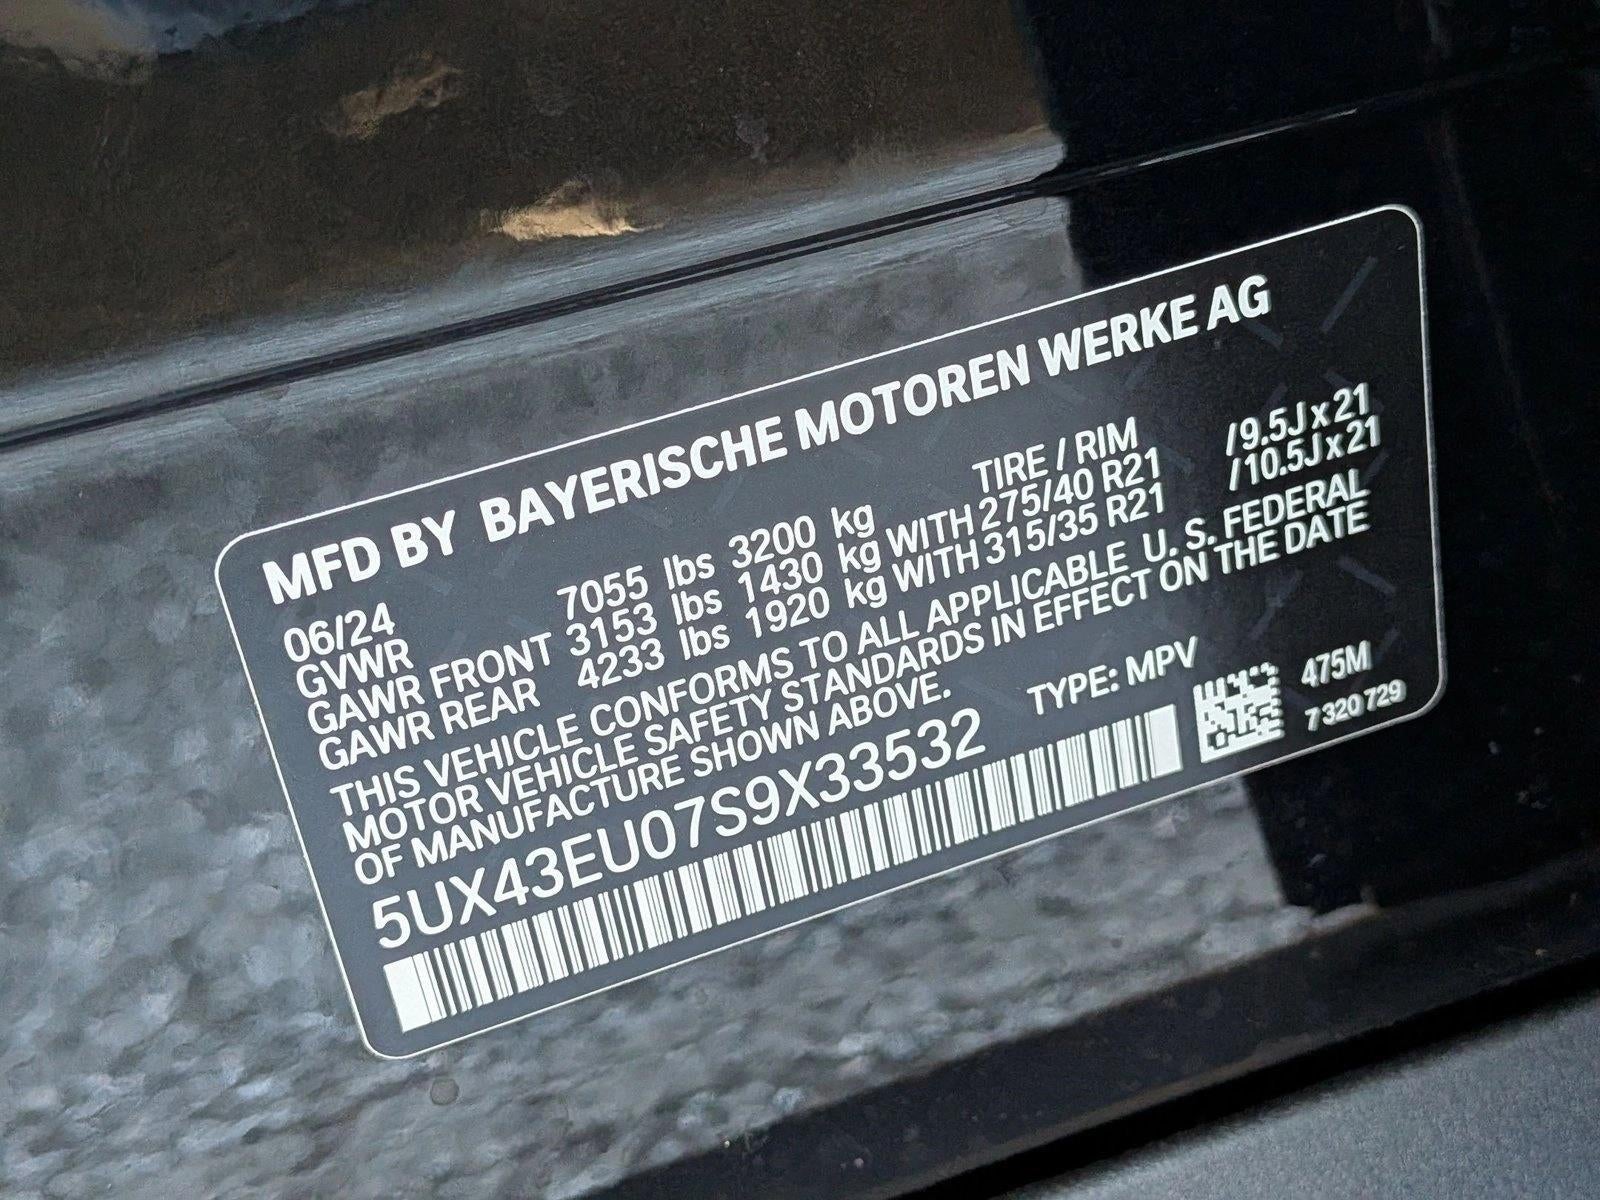 MFD BY BAYERISCHE MOTOREN WERKE AG
06/24 TIRE / RIM
GVWR 7055 lbs 3200 kg
GAWR FRONT 3153 lbs 1430 kg WITH 275/40 R21 /9.5J x 21
GAWR REAR 4233 lbs 1920 kg WITH 315/35 R21 /10.5J x 21
THIS VEHICLE CONFORMS TO ALL APPLICABLE U. S. FEDERAL
MOTOR VEHICLE SAFETY STANDARDS IN EFFECT ON THE DATE
OF MANUFACTURE SHOWN ABOVE.
5UX43EU07S9X33532 TYPE: MPV
475M
7 320 729